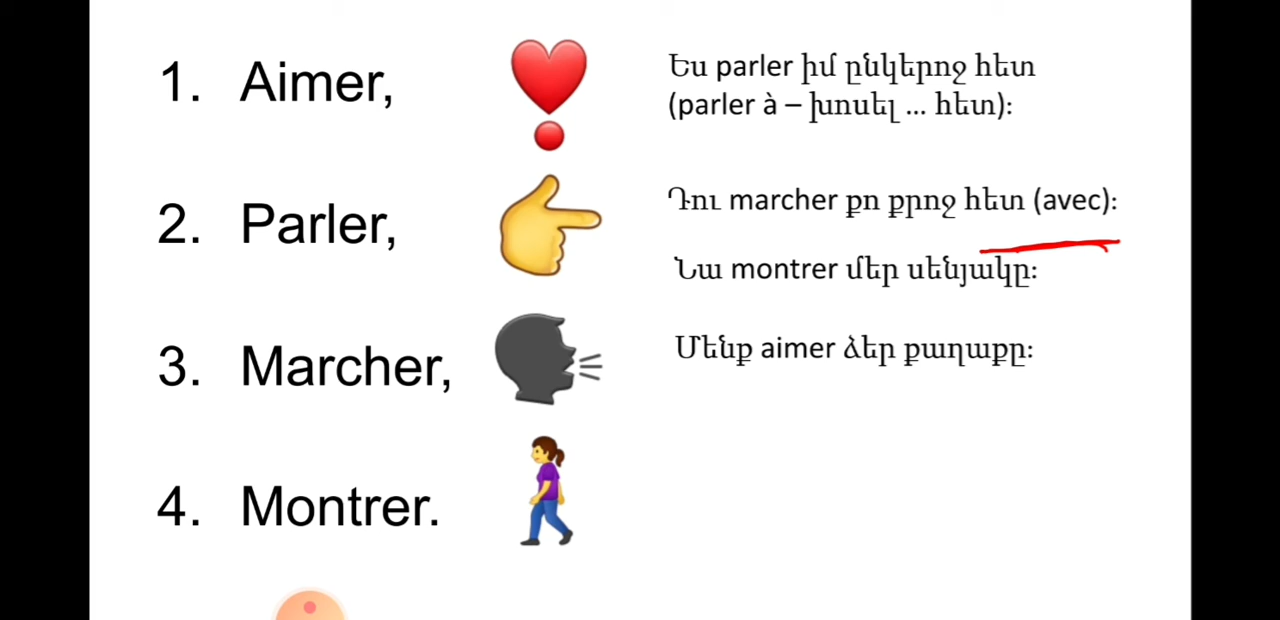 1. Aimer,
2. Parler,
3. Marcher,
4. Montrer.
Ես parler իմ ընկերոջ հետ
(parler à – խոսել ... հետ)։
Դու marcher քո քրոջ հետ (avec)։
Նա montrer մեր սենյակը։
Մենք aimer ձեր քաղաքը։